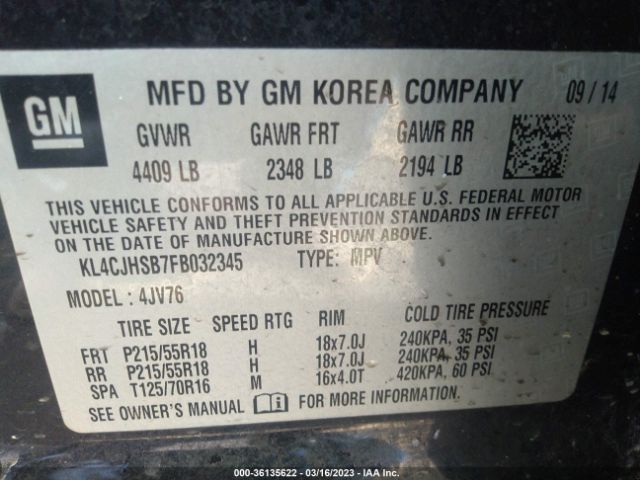 GM
MFD BY GM KOREA COMPANY 09/14
GVWR GAWR FRT GAWR RR
4409 LB 2348 LB 2194 LB
THIS VEHICLE CONFORMS TO ALL APPLICABLE U.S. FEDERAL MOTOR
VEHICLE SAFETY AND THEFT PREVENTION STANDARDS IN EFFECT
ON THE DATE OF MANUFACTURE SHOWN ABOVE.
KL4CJHSB7FB032345 TYPE: MPV
MODEL : 4JV76
TIRE SIZE SPEED RTG RIM COLD TIRE PRESSURE
FRT P215/55R18 H 18x7.0J 240KPA, 35 PSI
RR P215/55R18 H 18x7.0J 240KPA, 35 PSI
SPA T125/70R16 M 16x4.0T 420KPA, 60 PSI
SEE OWNER'S MANUAL FOR MORE INFORMATION.
000-36135622 - 03/16/2023 - IAA Inc.